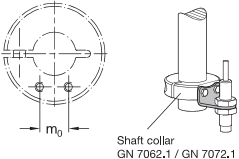 m₀
Shaft collar
GN 7062.1 / GN 7072.1